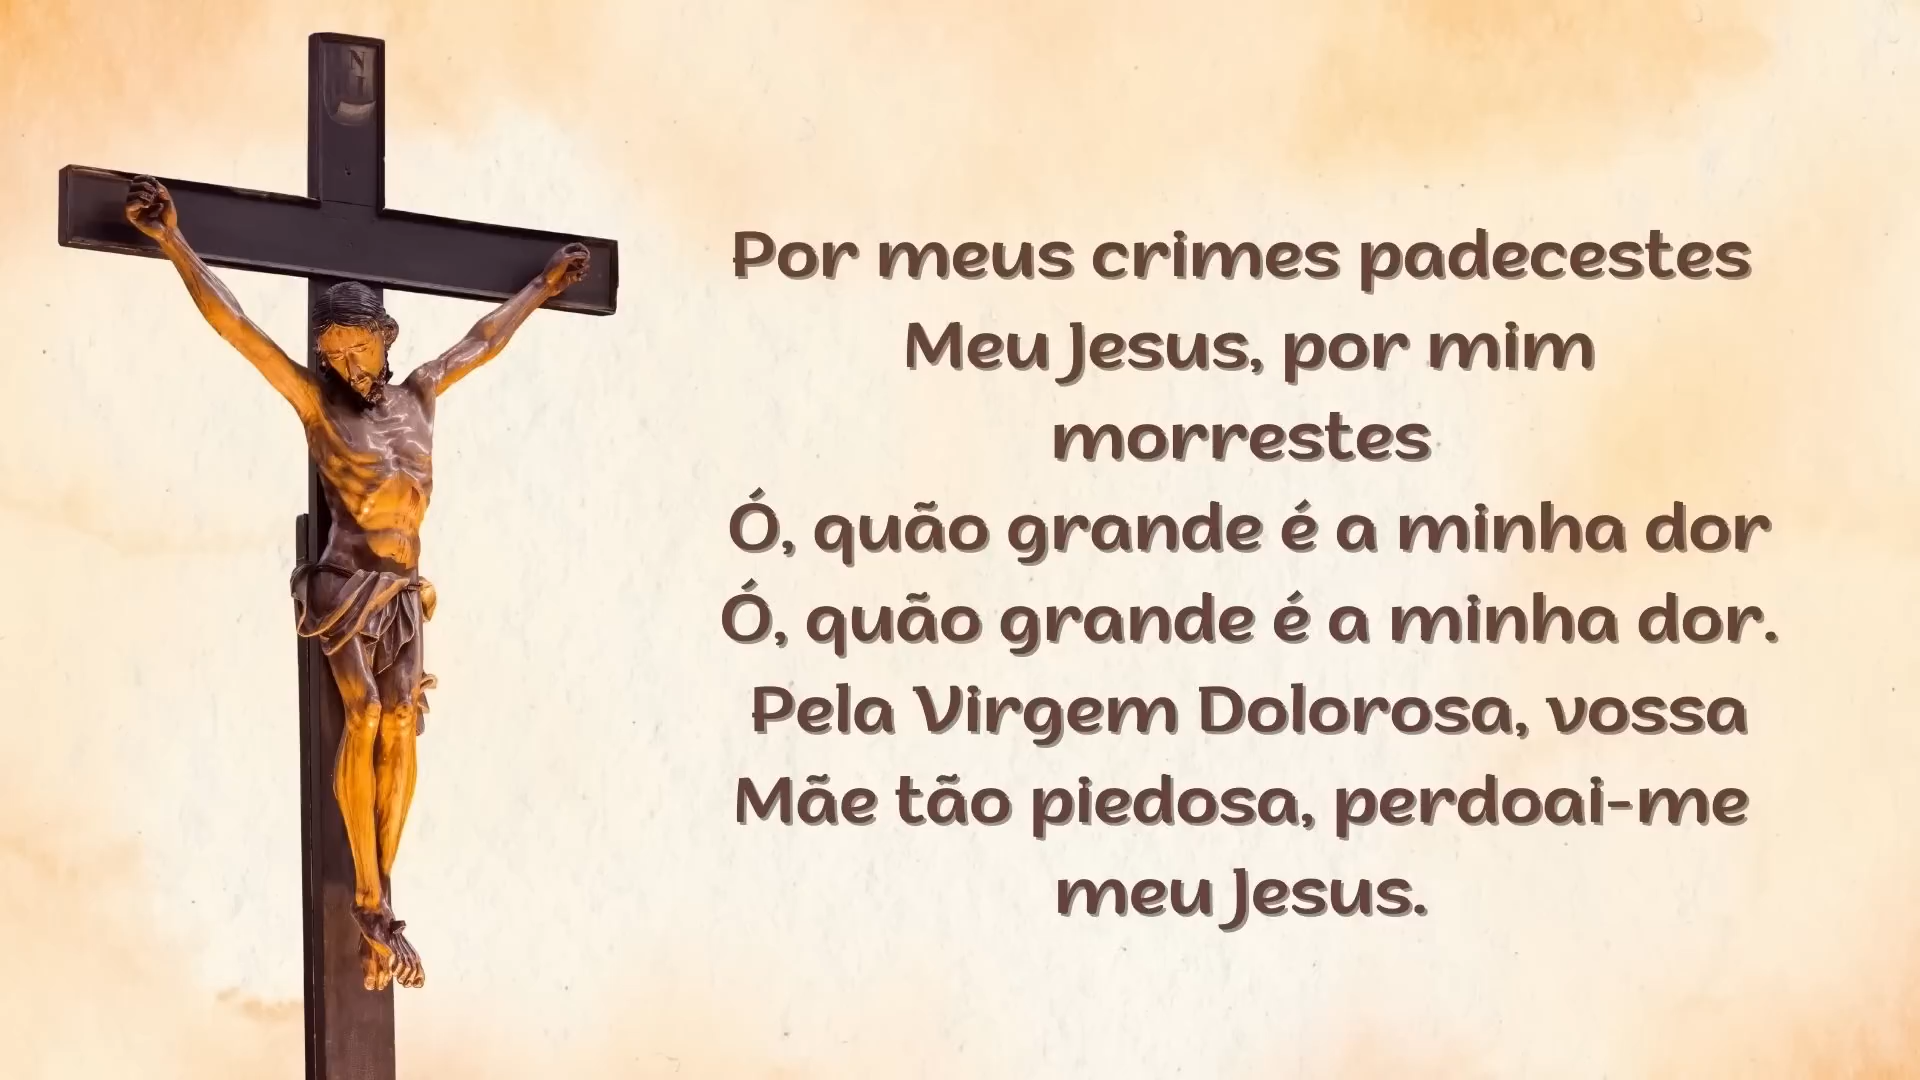 N
I
Por meus crimes padecestes
Meu Jesus, por mim
morrestes
Ó, quão grande é a minha dor
Ó, quão grande é a minha dor.
Pela Virgem Dolorosa, vossa
Mãe tão piedosa, perdoai-me
meu Jesus.